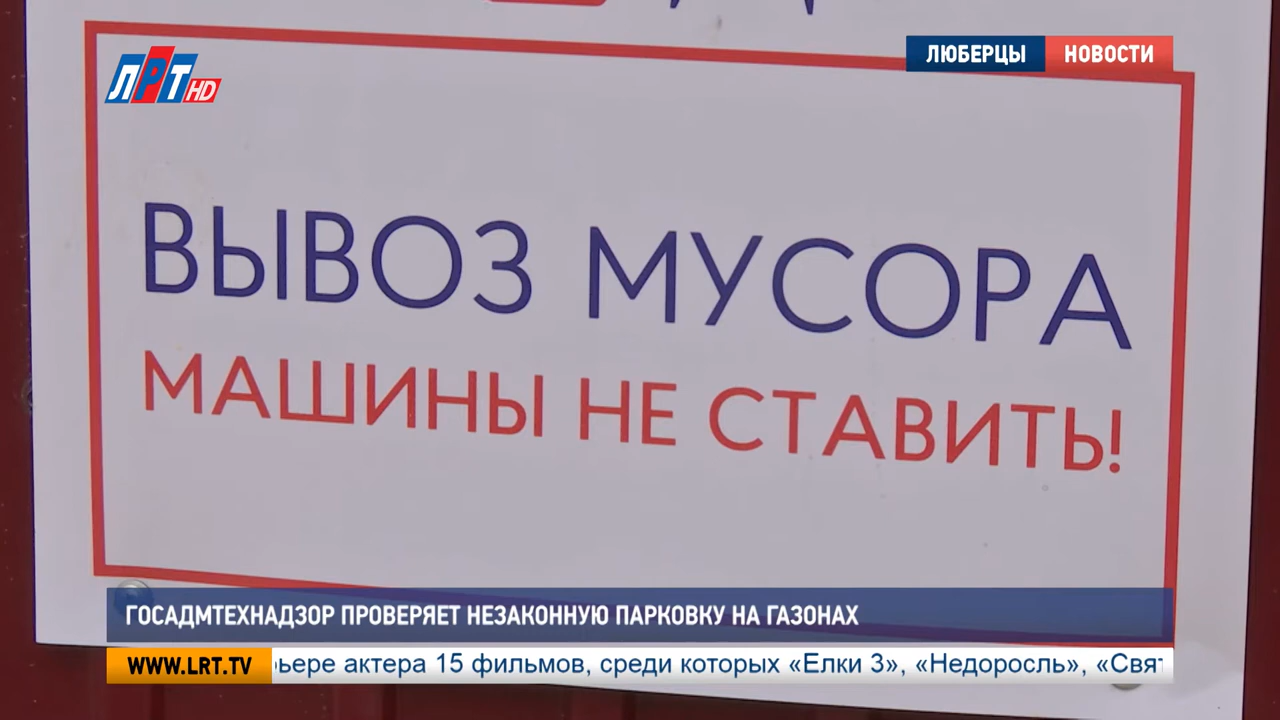 ЛРТ HD
ЛЮБЕРЦЫ НОВОСТИ
ВЫВОЗ МУСОРА
МАШИНЫ НЕ СТАВИТЬ!
ГОСАДМТЕХНАДЗОР ПРОВЕРЯЕТ НЕЗАКОННУЮ ПАРКОВКУ НА ГАЗОНАХ
WWW.LRT.TV актера 15 фильмов, среди которых «Елки 3», «Недоросль»,